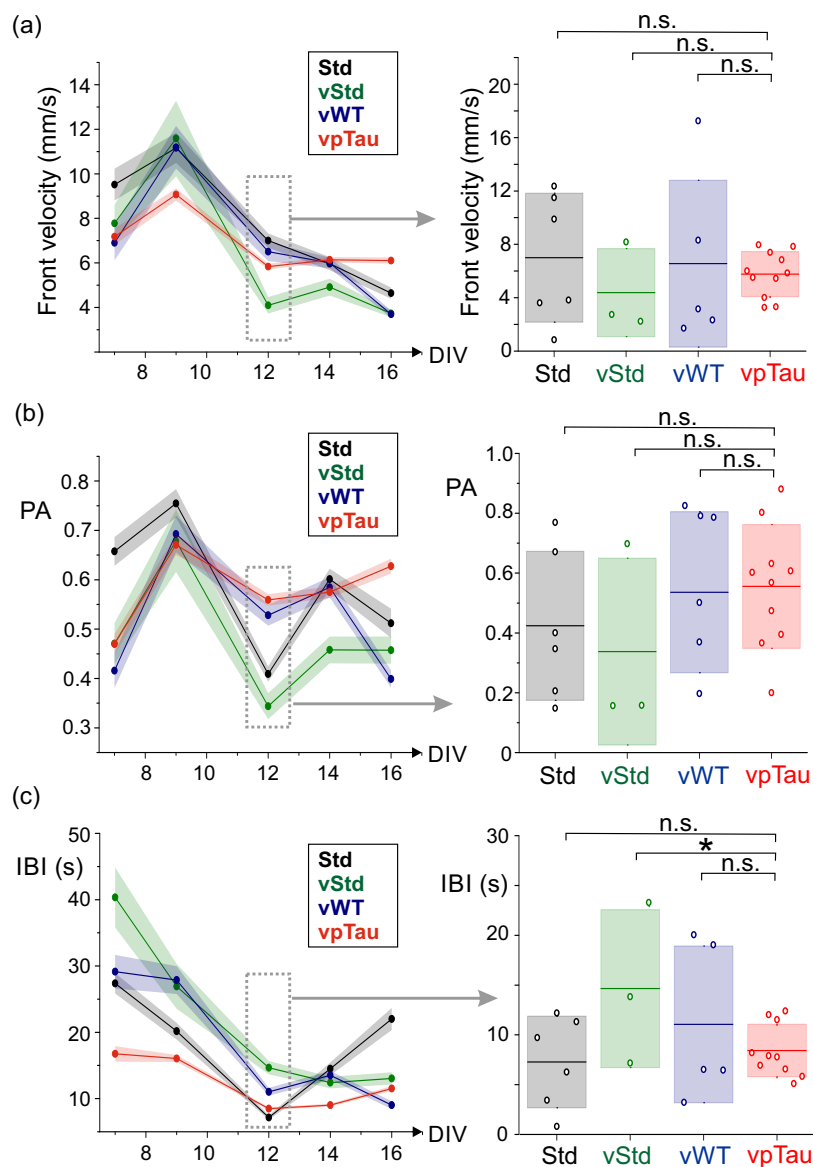 (a)
n.s.
n.s.
n.s.
Front velocity (mm/s)
14
12
10
8
6
4
8 10 12 14 16 DIV
Std
vStd
vWT
vpTau
Front velocity (mm/s)
20
16
12
8
4
0
Std vStd vWT vpTau
(b)
n.s.
n.s.
n.s.
PA
0.8
0.7
0.6
0.5
0.4
0.3
8 10 12 14 16 DIV
Std
vStd
vWT
vpTau
PA
1.0
0.8
0.6
0.4
0.2
0
Std vStd vWT vpTau
(c)
n.s.
*
n.s.
IBI (s)
50
40
30
20
10
8 10 12 14 16 DIV
Std
vStd
vWT
vpTau
IBI (s)
30
20
10
0
Std vStd vWT vpTau